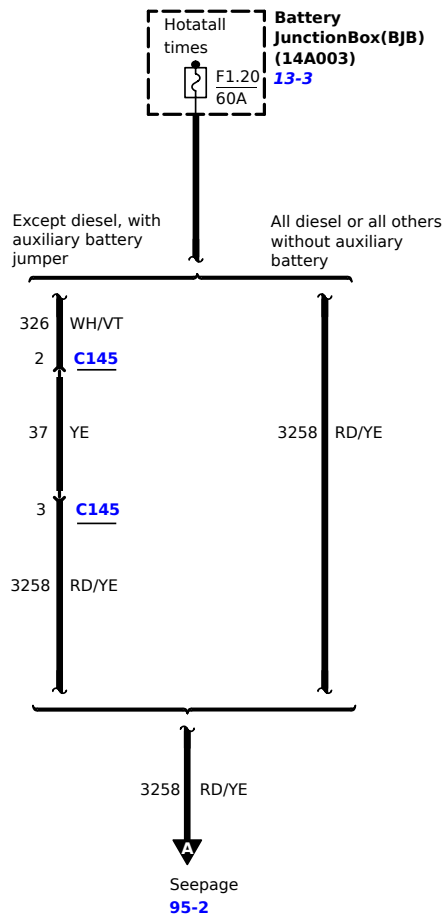 Hotatall
times
F1.20
60A
Battery
JunctionBox(BJB)
(14A003)
13-3
Except diesel, with
auxiliary battery
jumper
All diesel or all others
without auxiliary
battery
326 WH/VT
2 C145
37 YE
3258 RD/YE
3 C145
3258 RD/YE
3258 RD/YE
A
Seepage
95-2